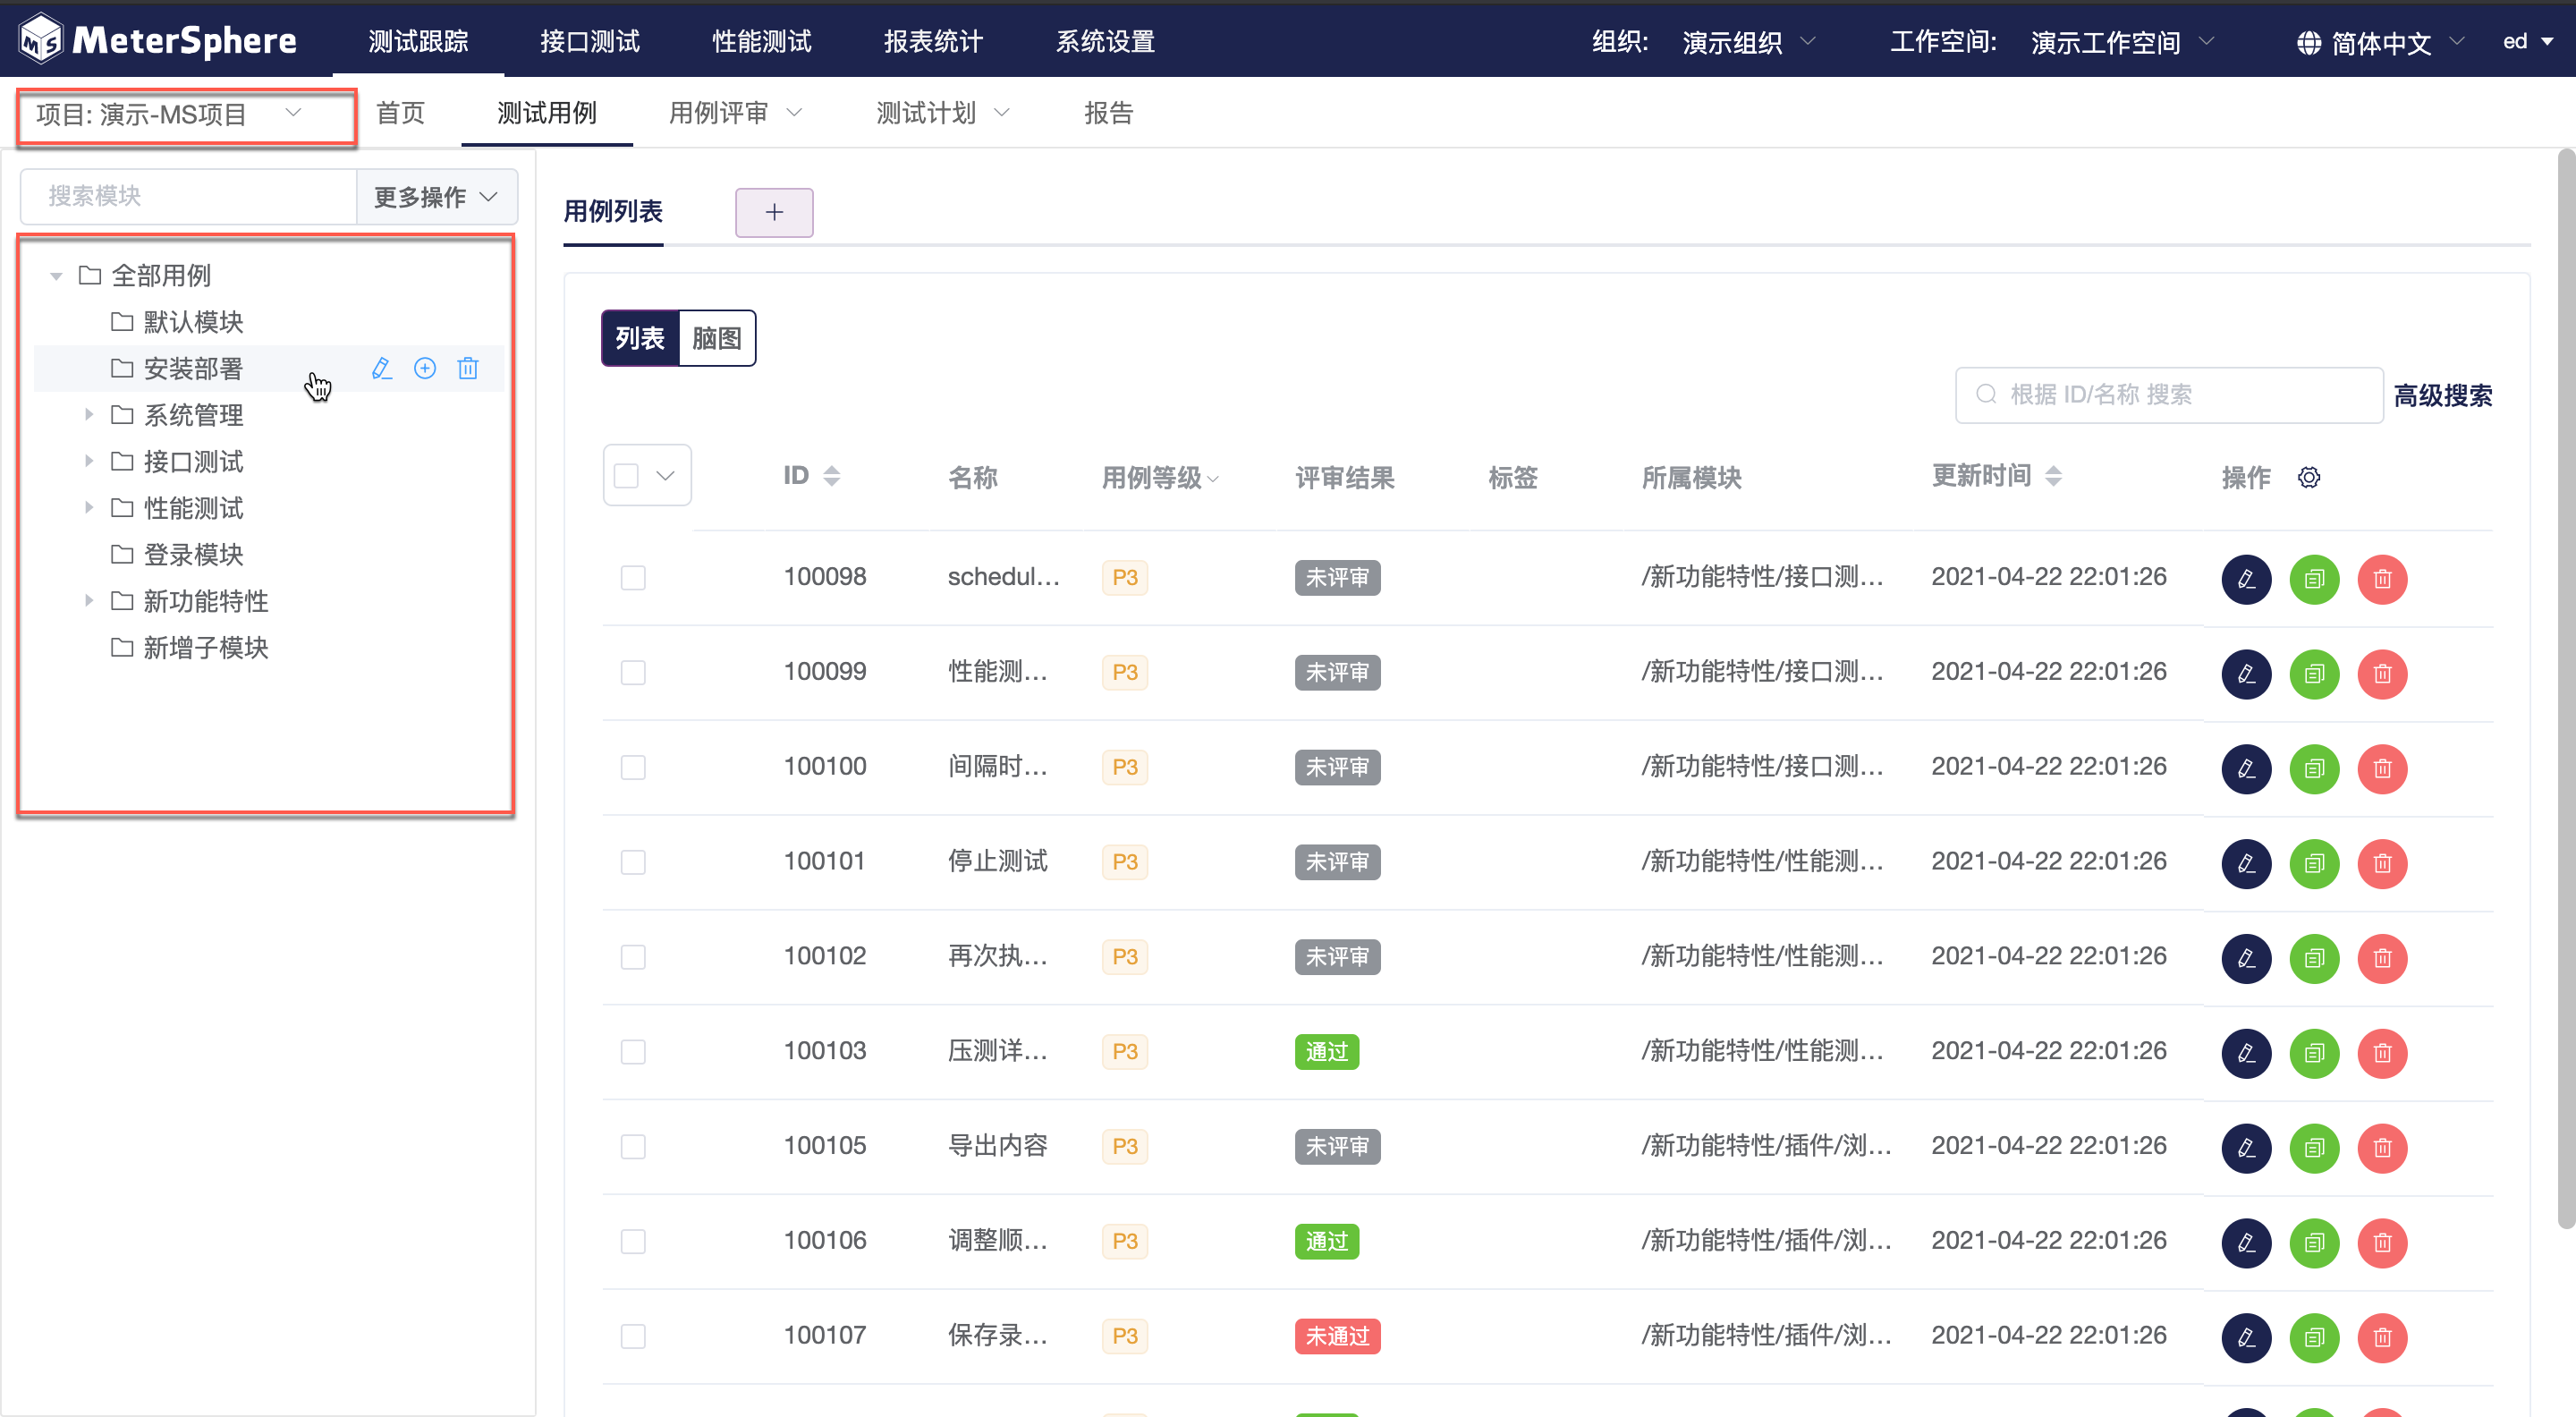 MeterSphere 测试跟踪 接口测试 性能测试 报表统计 系统设置 组织: 演示组织 工作空间: 演示工作空间 简体中文 ed
项目: 演示-MS项目 首页 测试用例 用例评审 测试计划 报告
搜索模块 更多操作
全部用例
默认模块
安装部署
系统管理
接口测试
性能测试
登录模块
新功能特性
新增子模块
用例列表 +
列表 脑图
根据 ID/名称 搜索 高级搜索
ID 名称 用例等级 评审结果 标签 所属模块 更新时间 操作
100098 schedul... P3 未评审 /新功能特性/接口测... 2021-04-22 22:01:26
100099 性能测... P3 未评审 /新功能特性/接口测... 2021-04-22 22:01:26
100100 间隔时... P3 未评审 /新功能特性/接口测... 2021-04-22 22:01:26
100101 停止测试 P3 未评审 /新功能特性/性能测... 2021-04-22 22:01:26
100102 再次执... P3 未评审 /新功能特性/性能测... 2021-04-22 22:01:26
100103 压测详... P3 通过 /新功能特性/性能测... 2021-04-22 22:01:26
100105 导出内容 P3 未评审 /新功能特性/插件/浏... 2021-04-22 22:01:26
100106 调整顺... P3 通过 /新功能特性/插件/浏... 2021-04-22 22:01:26
100107 保存录... P3 未通过 /新功能特性/插件/浏... 2021-04-22 22:01:26